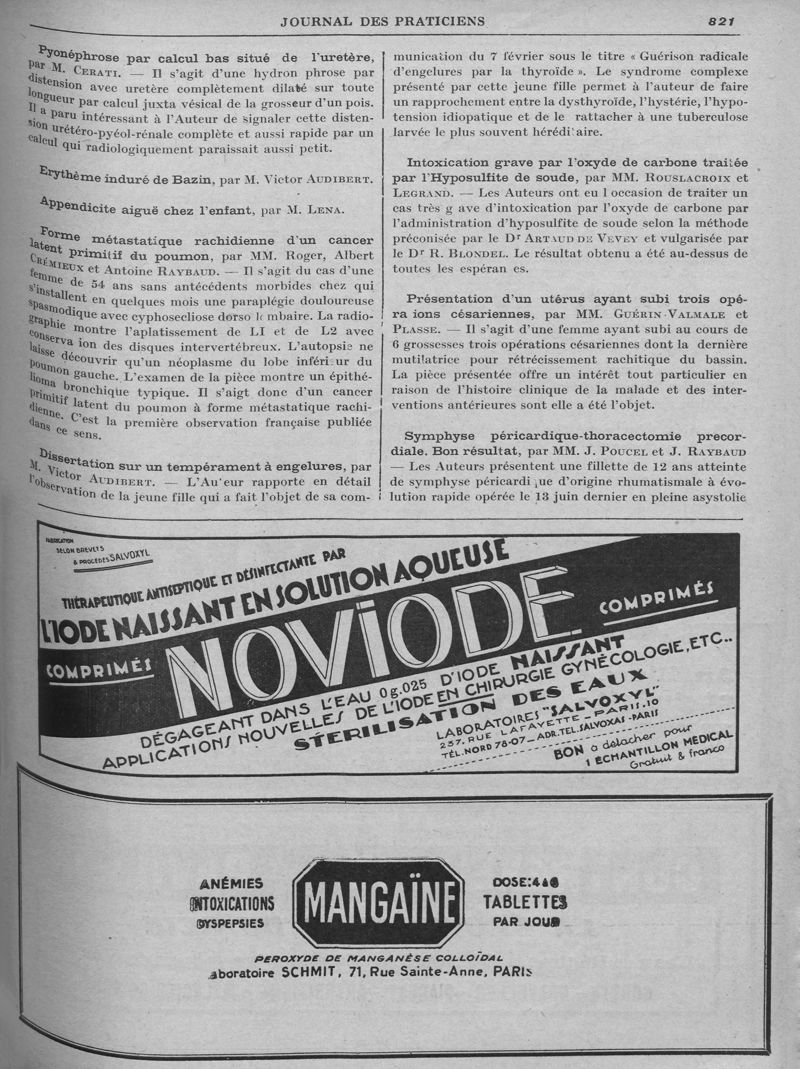 JOURNAL DES PRATICIENS 821
Pyonéphrose par calcul bas situé de l'uretère,
par M. CERATI. — Il s'agit d'une hydron phrose par
distension avec uretère complètement dilaté sur toute
longueur par calcul juxta vésical de la grosseur d'un pois.
Il a paru intéressant à l'Auteur de signaler cette disten-
sion urétéro-pyéol-rénale complète et aussi rapide par un
calcul qui radiologiquement paraissait aussi petit.
Erythème induré de Bazin, par M. Victor AUDIBERT.
Appendicite aiguë chez l'enfant, par M. LENA.
Forme métastatique rachidienne d'un cancer
latent primitif du poumon, par MM. Roger, Albert
CRÉMIEUX et Antoine RAYBAUD. — Il s'agit du cas d'une
femme de 54 ans sans antécédents morbides chez qui
s'installent en quelques mois une paraplégie douloureuse
spasmodique avec cyphoscoliose dorso lombaire. La radio-
graphie montre l'aplatissement de LI et de L2 avec
conserva ion des disques intervertébreux. L'autopsie ne
laisse découvrir qu'un néoplasme du lobe inférieur du
poumon gauche. L'examen de la pièce montre un épithé-
lioma bronchique typique. Il s'aigt donc d'un cancer
primitif latent du poumon à forme métastatique rachi-
dienne. C'est la première observation française publiée
dans ce sens.
Dissertation sur un tempérament à engelures, par
M. Victor AUDIBERT. — L'Auteur rapporte en détail
l'observation de la jeune fille qui a fait l'objet de sa com-
munication du 7 février sous le titre « Guérison radicale
d'engelures par la thyroïde ». Le syndrome complexe
présenté par cette jeune fille permet à l'auteur de faire
un rapprochement entre la dysthyroïde, l'hystérie, l'hypo-
tension idiopatique et de le rattacher à une tuberculose
larvée le plus souvent héréditaire.
Intoxication grave par l'oxyde de carbone traitée
par l'Hyposulfite de soude, par MM. ROUSLACROIX et
LEGRAND. — Les Auteurs ont eu l occasion de traiter un
cas très g ave d'intoxication par l'oxyde de carbone par
l'administration d'hyposulfite de soude selon la méthode
préconisée par le Dr ARTAUD DE VEVEY et vulgarisée par
le Dr R. BLONDEL. Le résultat obtenu a été au-dessus de
toutes les espéran es.
Présentation d'un utérus ayant subi trois opé-
ra ions césariennes, par MM. GUÉRIN-VALMALE et
PLASSE. — Il s'agit d'une femme ayant subi au cours de
6 grossesses trois opérations césariennes dont la dernière
mutilatrice pour rétrécissement rachitique du bassin.
La pièce présentée offre un intérêt tout particulier en
raison de l'histoire clinique de la malade et des inter-
ventions antérieures sont elle a été l'objet.
Symphyse péricardique-thoracectomie precor-
diale. Bon résultat, par MM. J. POUCEL et J. RAYBAUD
— Les Auteurs présentent une fillette de 12 ans atteinte
de symphyse péricardi que d'origine rhumatismale à évo-
lution rapide opérée le 13 juin dernier en pleine asystolie
FABRICATION
SELON BREVETS
& PROCÉDÉS SALVOXYL
THÉRAPEUTIQUE ANTISEPTIQUE ET DÉSINFECTANTE PAR
L'IODE NAISSANT EN SOLUTION AQUEUSE
COMPRIMÉS NOVIODE COMPRIMÉS
DÉGAGEANT DANS L'EAU 0g.025 D'IODE NAISSANT
APPLICATIONS NOUVELLES DE L'IODE EN CHIRURGIE GYNÉCOLOGIE, ETC..
STÉRILISATION DES EAUX
LABORATOIRES "SALVOXYL"
237, RUE LAFAYETTE - PARIS.10
TÉL. NORD 78-07 - ADR.TEL. SALVOXAS-PARIS
BON à détacher pour
1 ÉCHANTILLON MEDICAL
Gratuit & franco
ANÉMIES
INTOXICATIONS
DYSPEPSIES
MANGAÏNE
DOSE: 4 à 6
TABLETTES
PAR JOUR
PEROXYDE DE MANGANÈSE COLLOÏDAL
Laboratoire SCHMIT, 71, Rue Sainte-Anne, PARIS